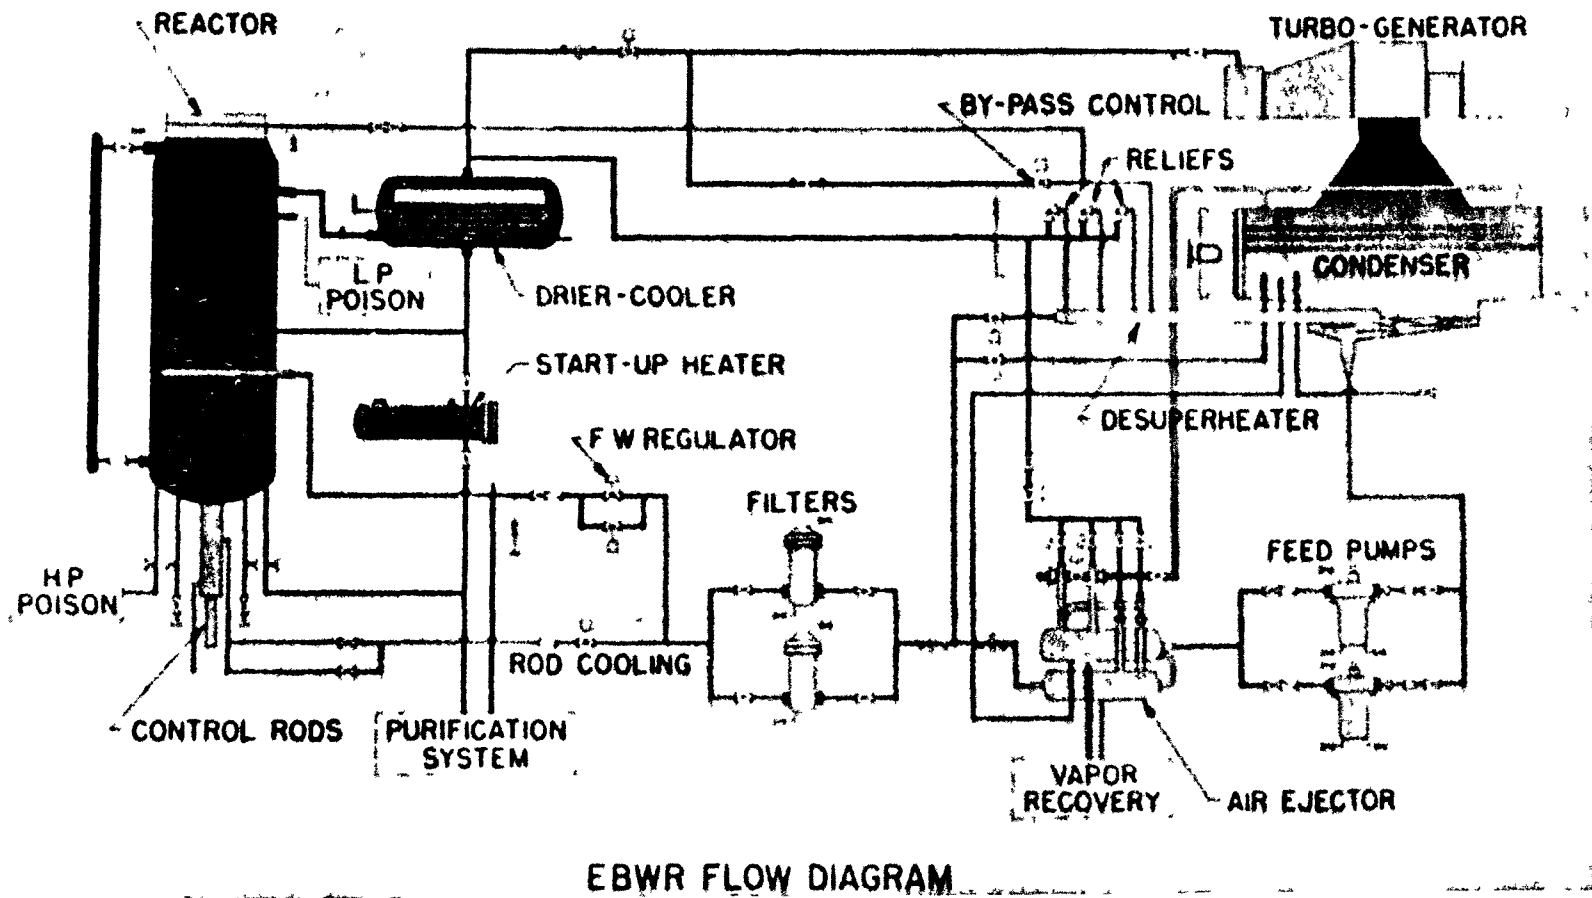 REACTOR
TURBO-GENERATOR
BY-PASS CONTROL
RELIEFS
LP
POISON
DRIER-COOLER
CONDENSER
START-UP HEATER
DESUPERHEATER
F W REGULATOR
FILTERS
FEED PUMPS
HP
POISON
ROD COOLING
CONTROL RODS
PURIFICATION
SYSTEM
VAPOR
RECOVERY
AIR EJECTOR
EBWR FLOW DIAGRAM